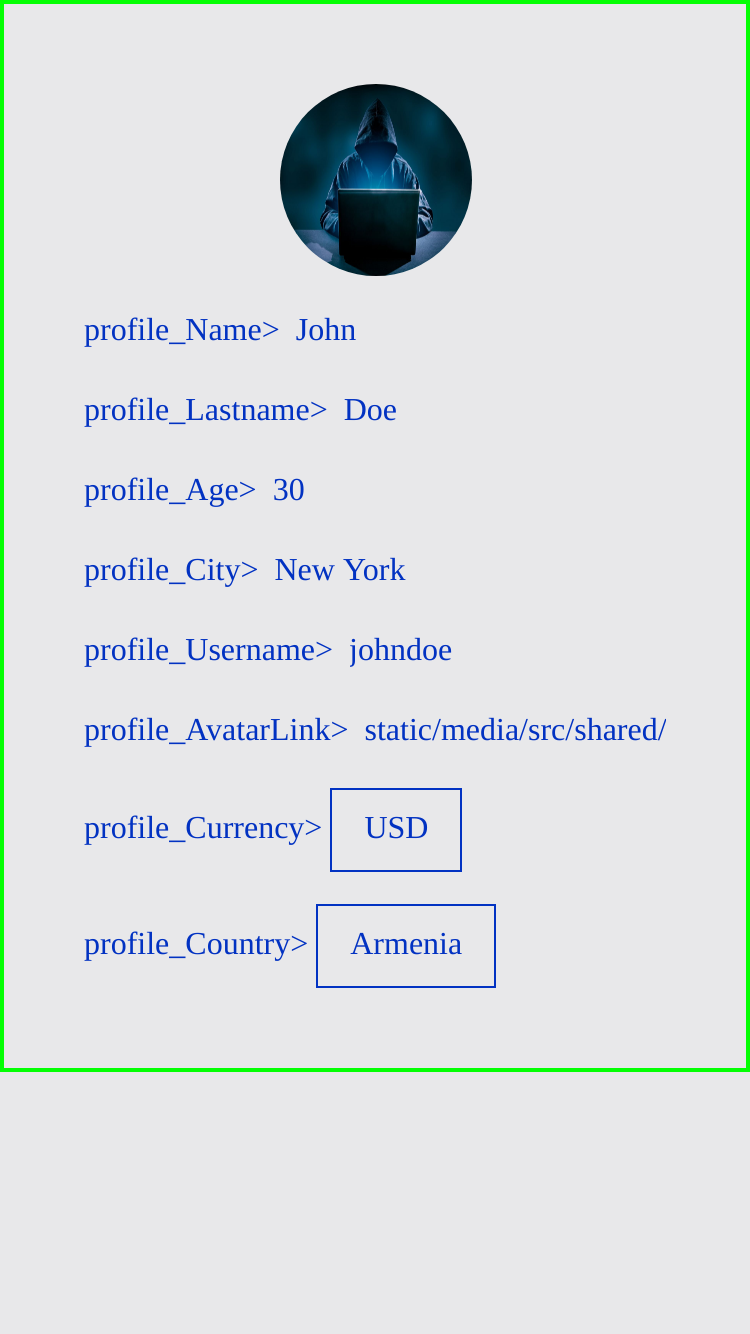 profile_Name> John
profile_Lastname> Doe
profile_Age> 30
profile_City> New York
profile_Username> johndoe
profile_AvatarLink> static/media/src/shared/
profile_Currency> USD
profile_Country> Armenia